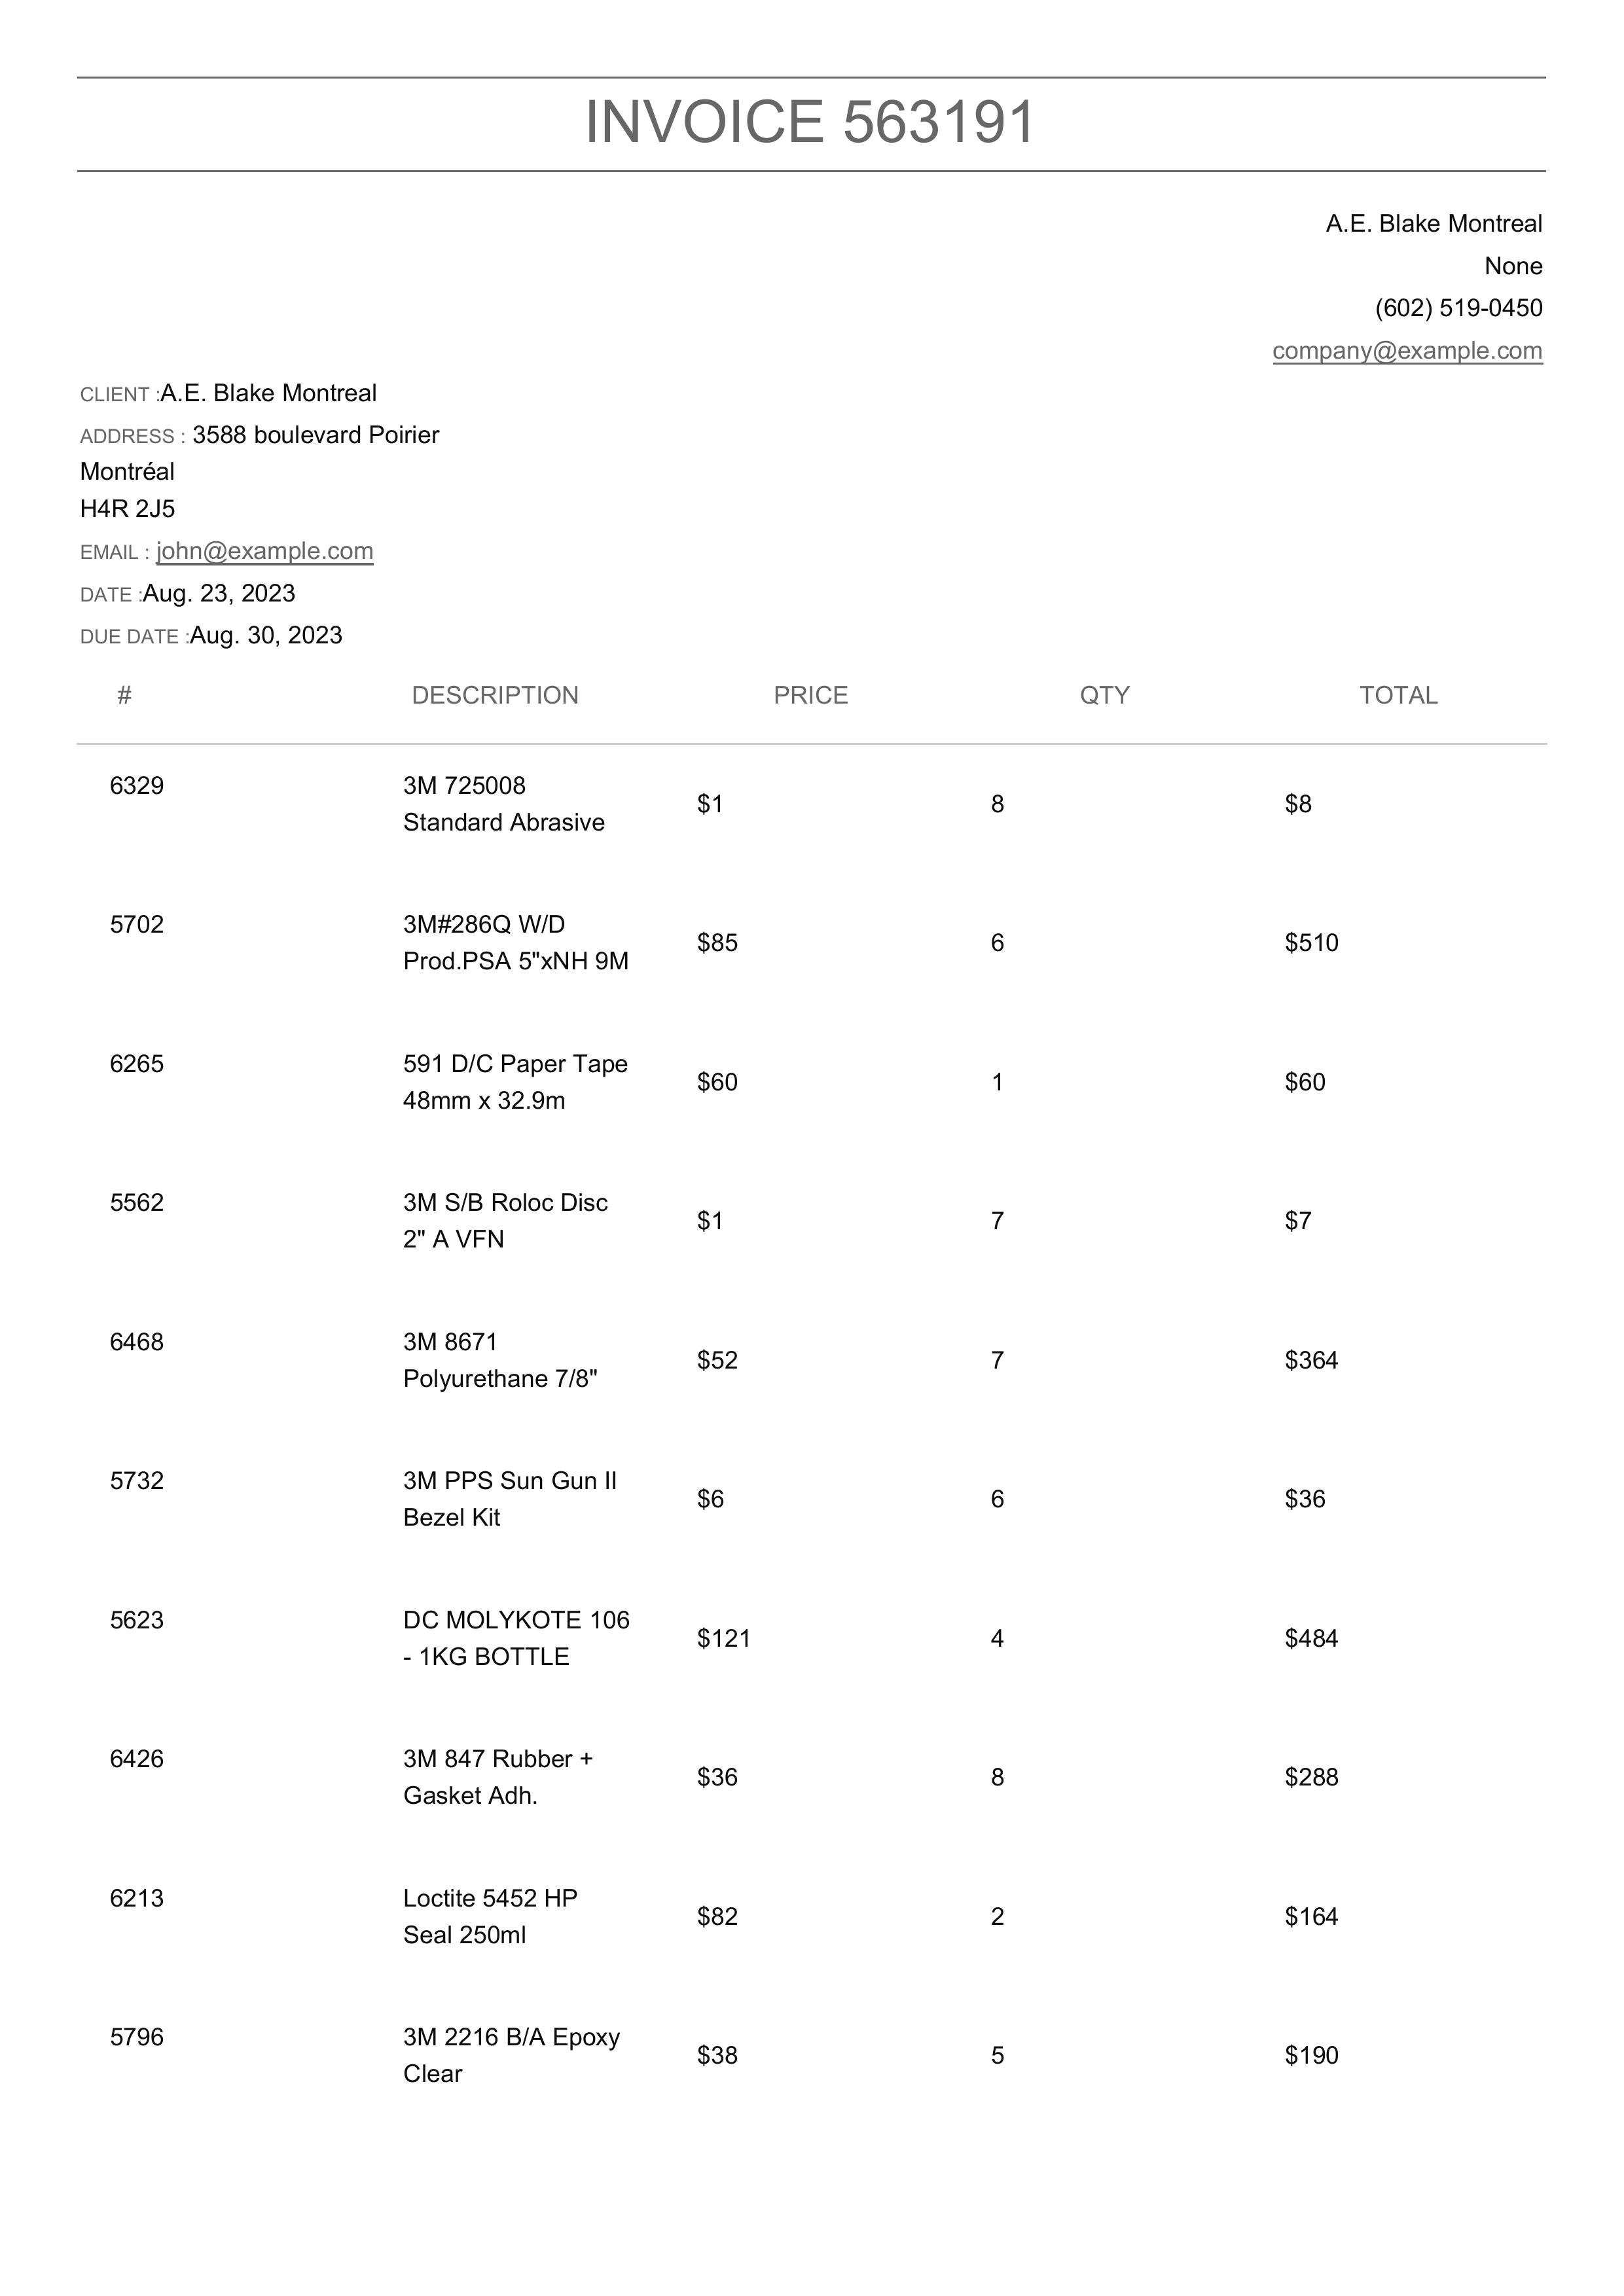 INVOICE 563191
A.E. Blake Montreal
None
(602) 519-0450
company@example.com
CLIENT :A.E. Blake Montreal
ADDRESS : 3588 boulevard Poirier
Montréal
H4R 2J5
EMAIL : john@example.com
DATE :Aug. 23, 2023
DUE DATE :Aug. 30, 2023
# DESCRIPTION PRICE QTY TOTAL
6329 3M 725008
Standard Abrasive $1 8 $8
5702 3M#286Q W/D
Prod.PSA 5"xNH 9M $85 6 $510
6265 591 D/C Paper Tape
48mm x 32.9m $60 1 $60
5562 3M S/B Roloc Disc
2" A VFN $1 7 $7
6468 3M 8671
Polyurethane 7/8" $52 7 $364
5732 3M PPS Sun Gun II
Bezel Kit $6 6 $36
5623 DC MOLYKOTE 106
- 1KG BOTTLE $121 4 $484
6426 3M 847 Rubber +
Gasket Adh. $36 8 $288
6213 Loctite 5452 HP
Seal 250ml $82 2 $164
5796 3M 2216 B/A Epoxy
Clear $38 5 $190